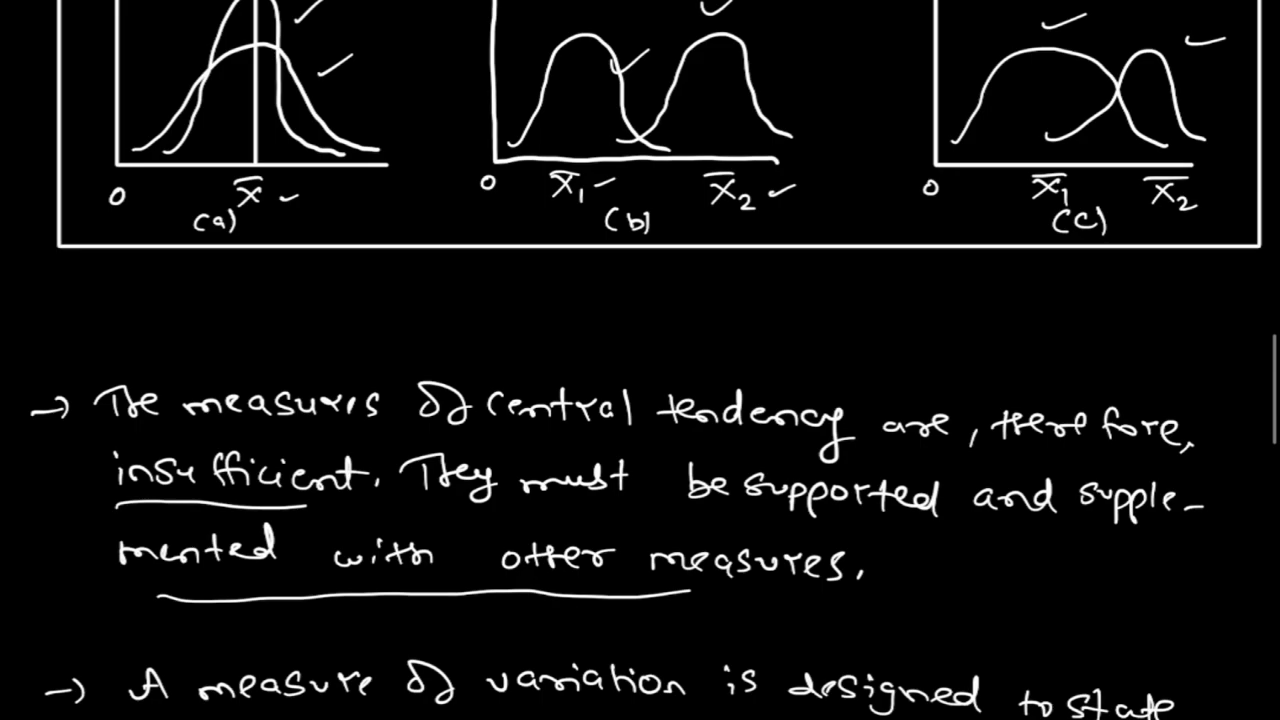 0 X̄ (a) 0 X̄1 X̄2 (b) 0 X̄1 X̄2 (c)
→ The measures of central tendency are, therefore,
insufficient. They must be supported and supple-
mented with other measures.
→ A measure of variation is designed to state